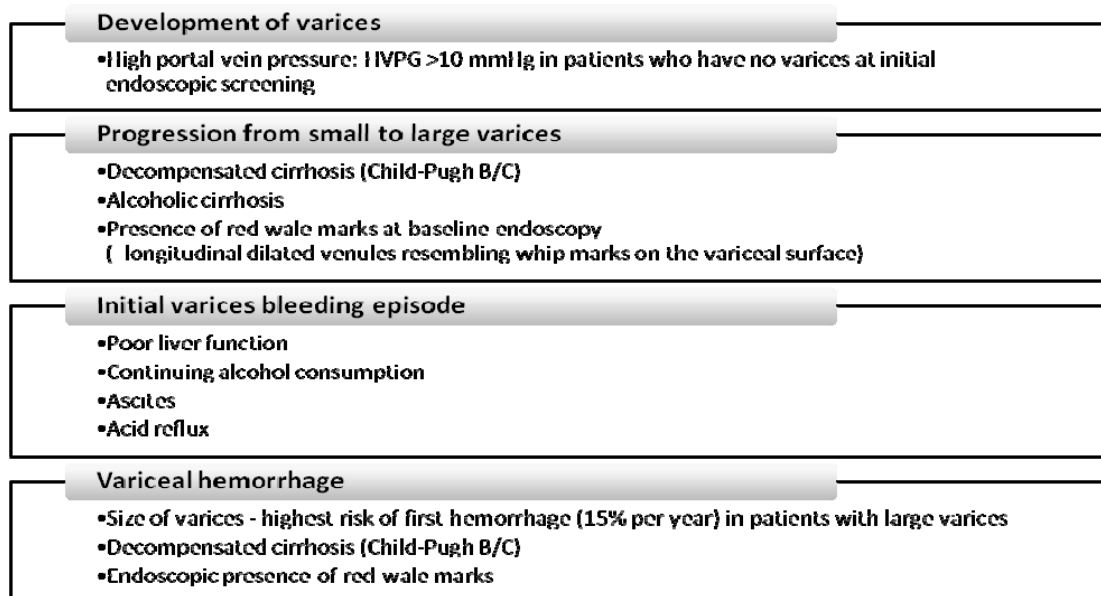 Development of varices
•High portal vein pressure: HVPG >10 mmHg in patients who have no varices at initial
endoscopic screening
Progression from small to large varices
•Decompensated cirrhosis (Child-Pugh B/C)
•Alcoholic cirrhosis
•Presence of red wale marks at baseline endoscopy
( longitudinal dilated venules resembling whip marks on the variceal surface)
Initial varices bleeding episode
•Poor liver function
•Continuing alcohol consumption
•Ascites
•Acid reflux
Variceal hemorrhage
•Size of varices - highest risk of first hemorrhage (15% per year) in patients with large varices
•Decompensated cirrhosis (Child-Pugh B/C)
•Endoscopic presence of red wale marks